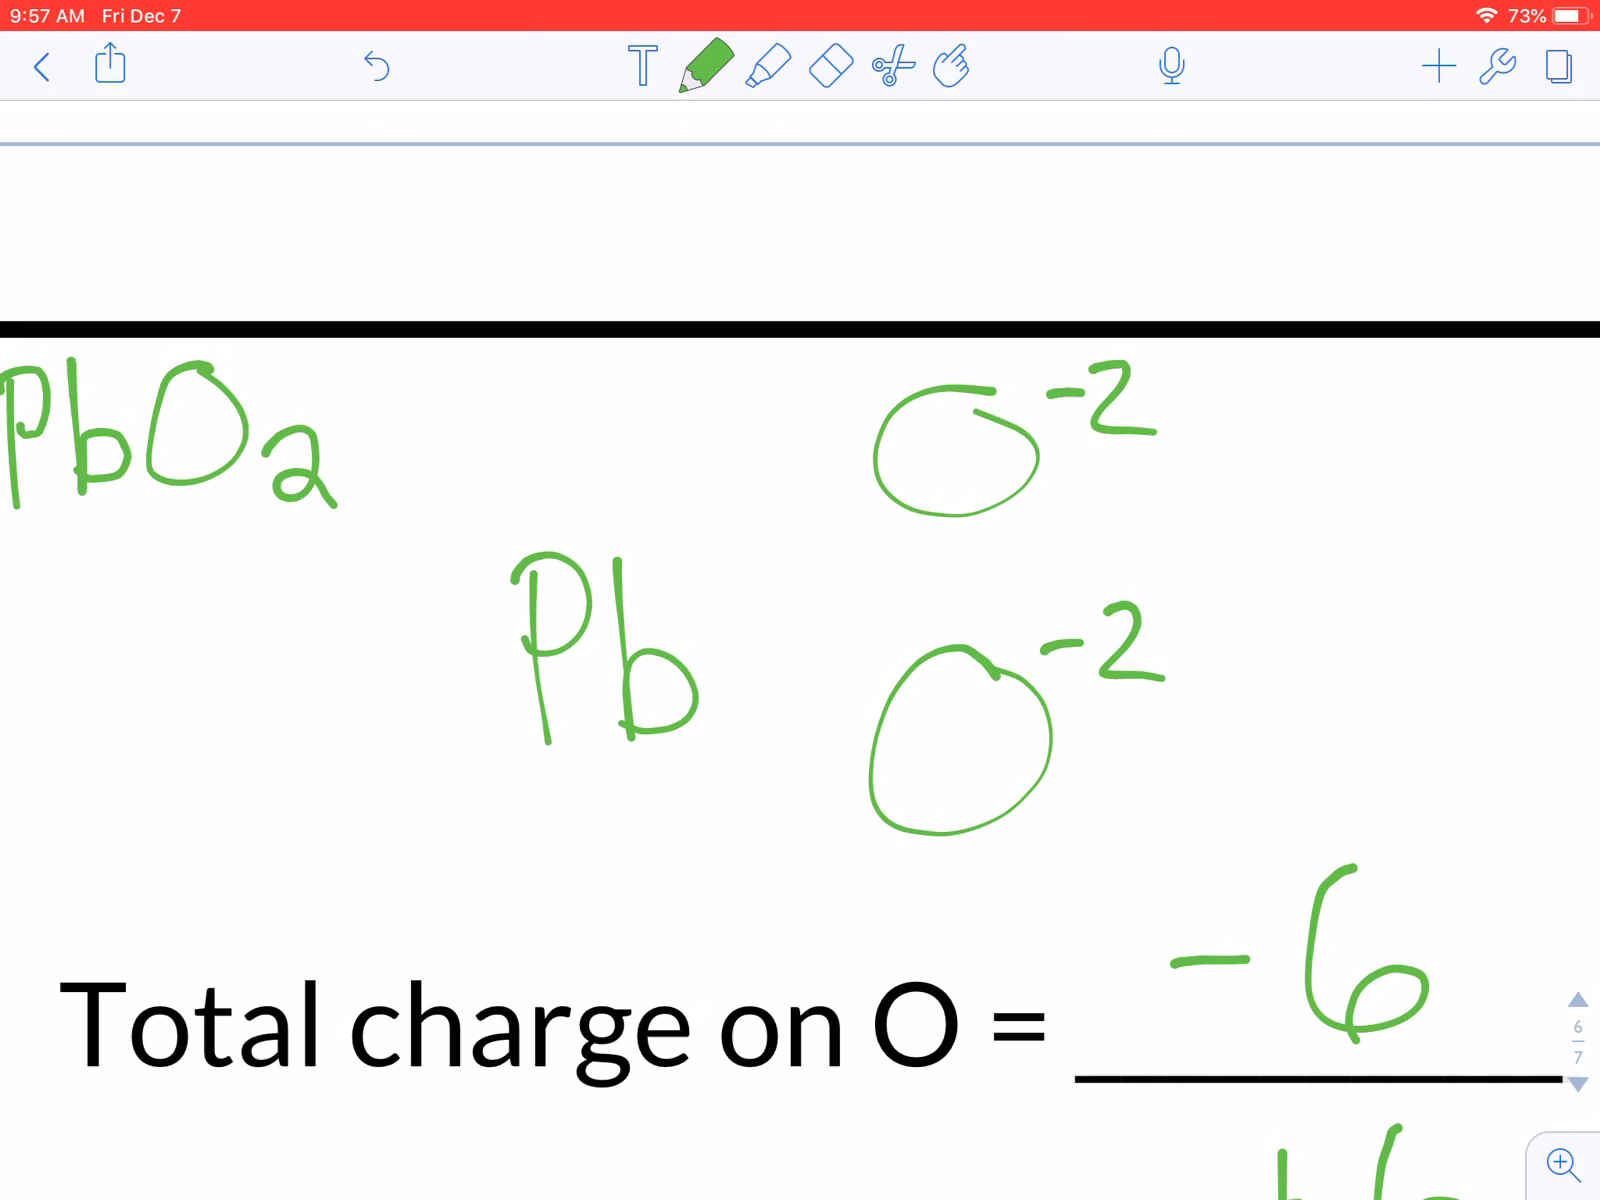 9:57 AM Fri Dec 7 73%
T
PbO2
O-2
Pb
O-2
-6
Total charge on O =
6
7